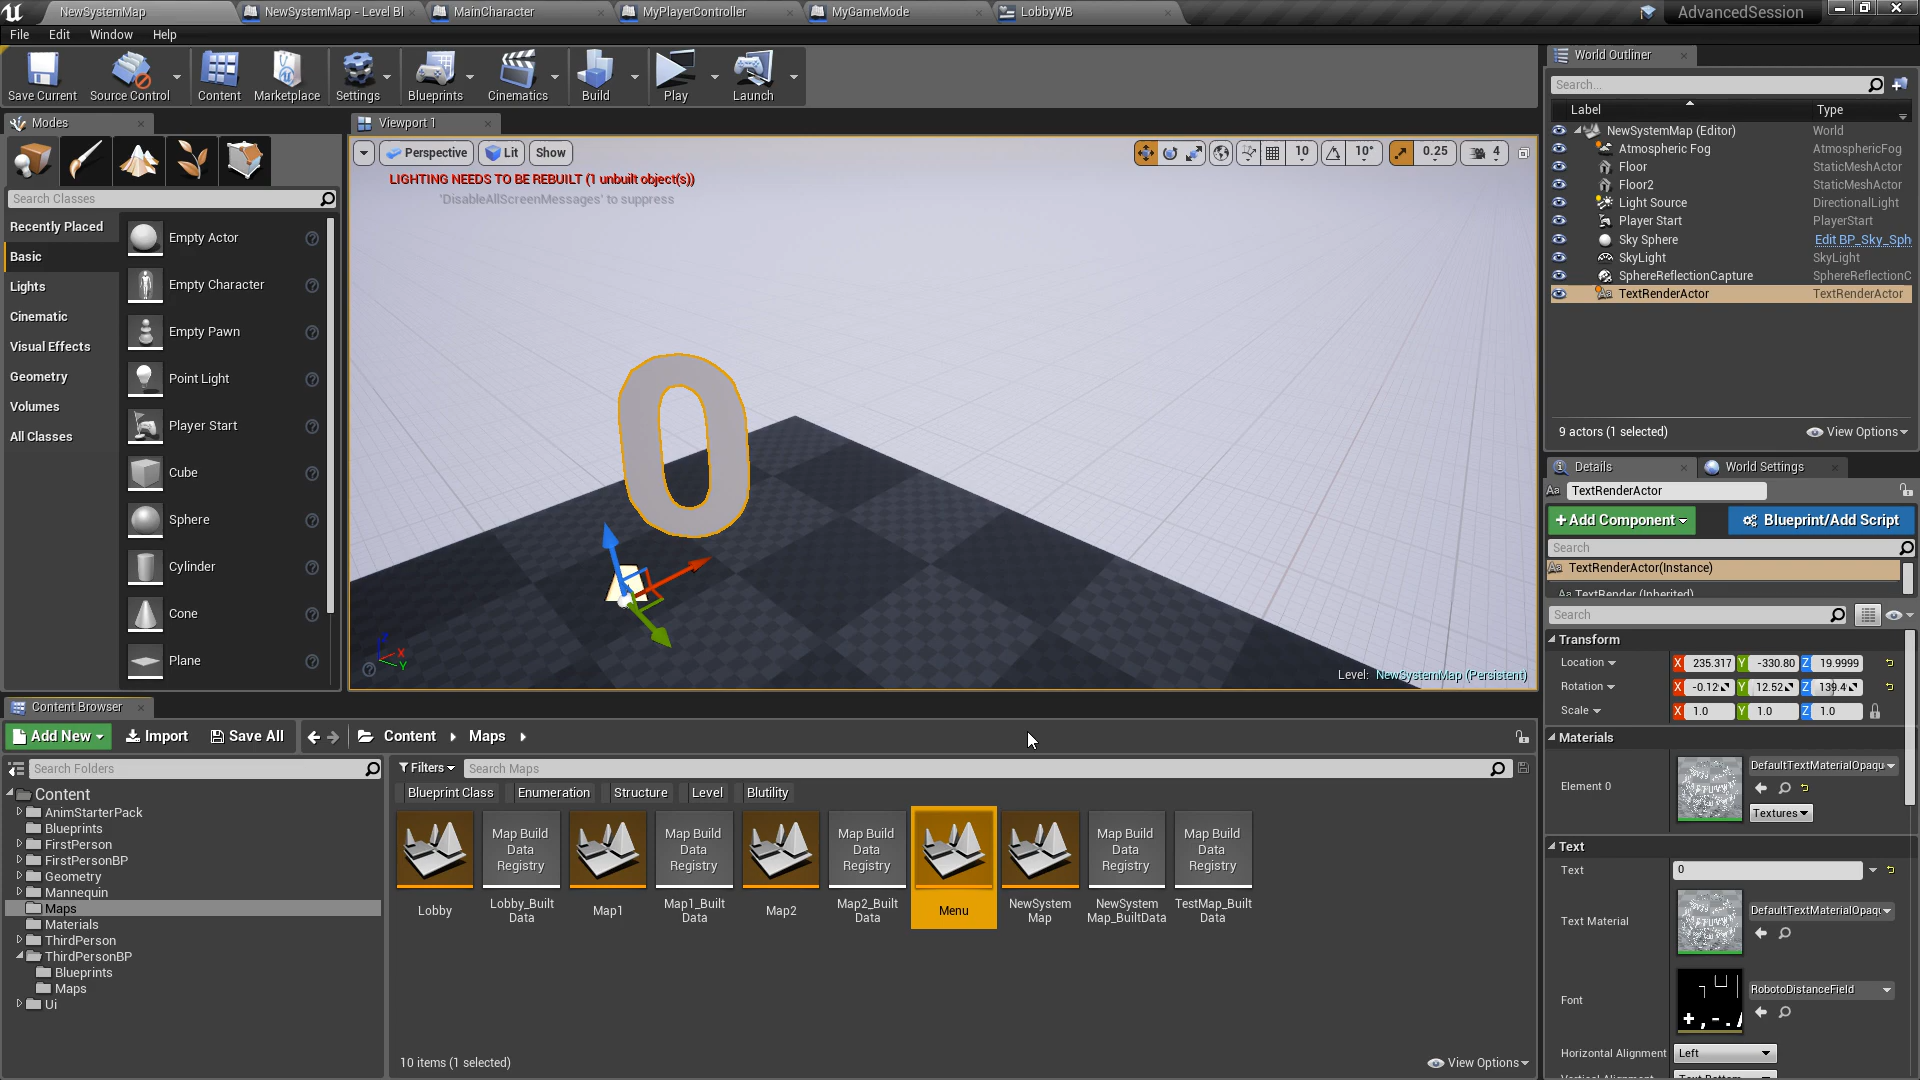 NewSystemMap
NewSystemMap - Level Bl
MainCharacter
MyPlayerController
MyGameMode
LobbyWB
AdvancedSession
File Edit Window Help
Save Current
Source Control
Content
Marketplace
Settings
Blueprints
Cinematics
Build
Play
Launch
Modes
Search Classes
Recently Placed
Basic
Lights
Cinematic
Visual Effects
Geometry
Volumes
All Classes
Empty Actor
Empty Character
Empty Pawn
Point Light
Player Start
Cube
Sphere
Cylinder
Cone
Plane
Viewport 1
Perspective Lit Show
10 10° 0.25 4
LIGHTING NEEDS TO BE REBUILT (1 unbuilt object(s))
'DisableAllScreenMessages' to suppress
0
X
Y
Level: NewSystemMap (Persistent)
World Outliner
Search...
Label Type
NewSystemMap (Editor) World
Atmospheric Fog AtmosphericFog
Floor StaticMeshActor
Floor2 StaticMeshActor
Light Source DirectionalLight
Player Start PlayerStart
Sky Sphere Edit BP_Sky_Sph
SkyLight SkyLight
SphereReflectionCapture SphereReflectionC
TextRenderActor TextRenderActor
9 actors (1 selected) View Options
Details World Settings
TextRenderActor
+Add Component Blueprint/Add Script
Search
TextRenderActor(Instance)
TextRender (Inherited)
Search
Transform
Location X 235.317 Y -330.80 Z 19.9999
Rotation X -0.12 Y 12.52 Z 139.4
Scale X 1.0 Y 1.0 Z 1.0
Materials
Element 0 DefaultTextMaterialOpaqu
Textures
Text
Text 0
Text Material DefaultTextMaterialOpaqu
Font RobotoDistanceField
Horizontal Alignment Left
Content Browser
Add New Import Save All Content Maps
Search Folders
Content
AnimStarterPack
Blueprints
FirstPerson
FirstPersonBP
Geometry
Mannequin
Maps
Materials
ThirdPerson
ThirdPersonBP
Blueprints
Maps
Ui
Filters Search Maps
Blueprint Class Enumeration Structure Level Blutility
Map Build Data Registry
Map Build Data Registry
Map Build Data Registry
Map Build Data Registry
Map Build Data Registry
Lobby
Lobby_Built Data
Map1
Map1_Built Data
Map2
Map2_Built Data
Menu
NewSystem Map
NewSystem Map_BuiltData
TestMap_Built Data
10 items (1 selected) View Options